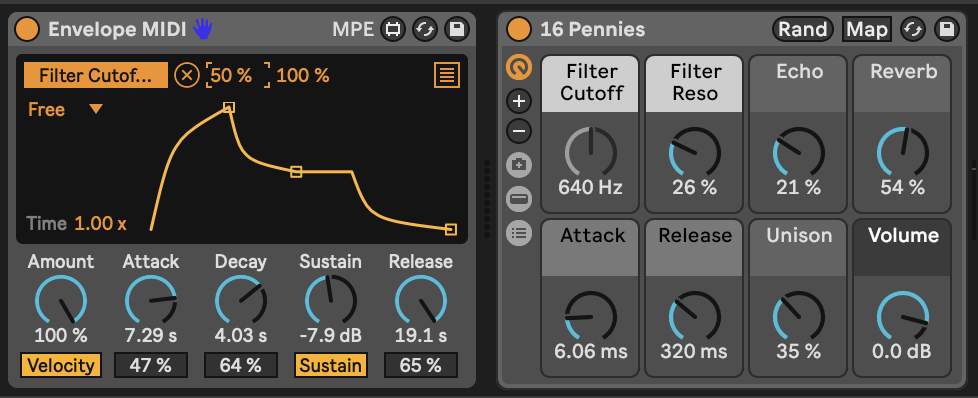 Envelope MIDI MPE
Filter Cutof... 50 % 100 %
Free
Time 1.00 x
Amount Attack Decay Sustain Release
100 % 7.29 s 4.03 s -7.9 dB 19.1 s
Velocity 47 % 64 % Sustain 65 %
16 Pennies Rand Map
Filter Cutoff Filter Reso Echo Reverb
640 Hz 26 % 21 % 54 %
Attack Release Unison Volume
6.06 ms 320 ms 35 % 0.0 dB